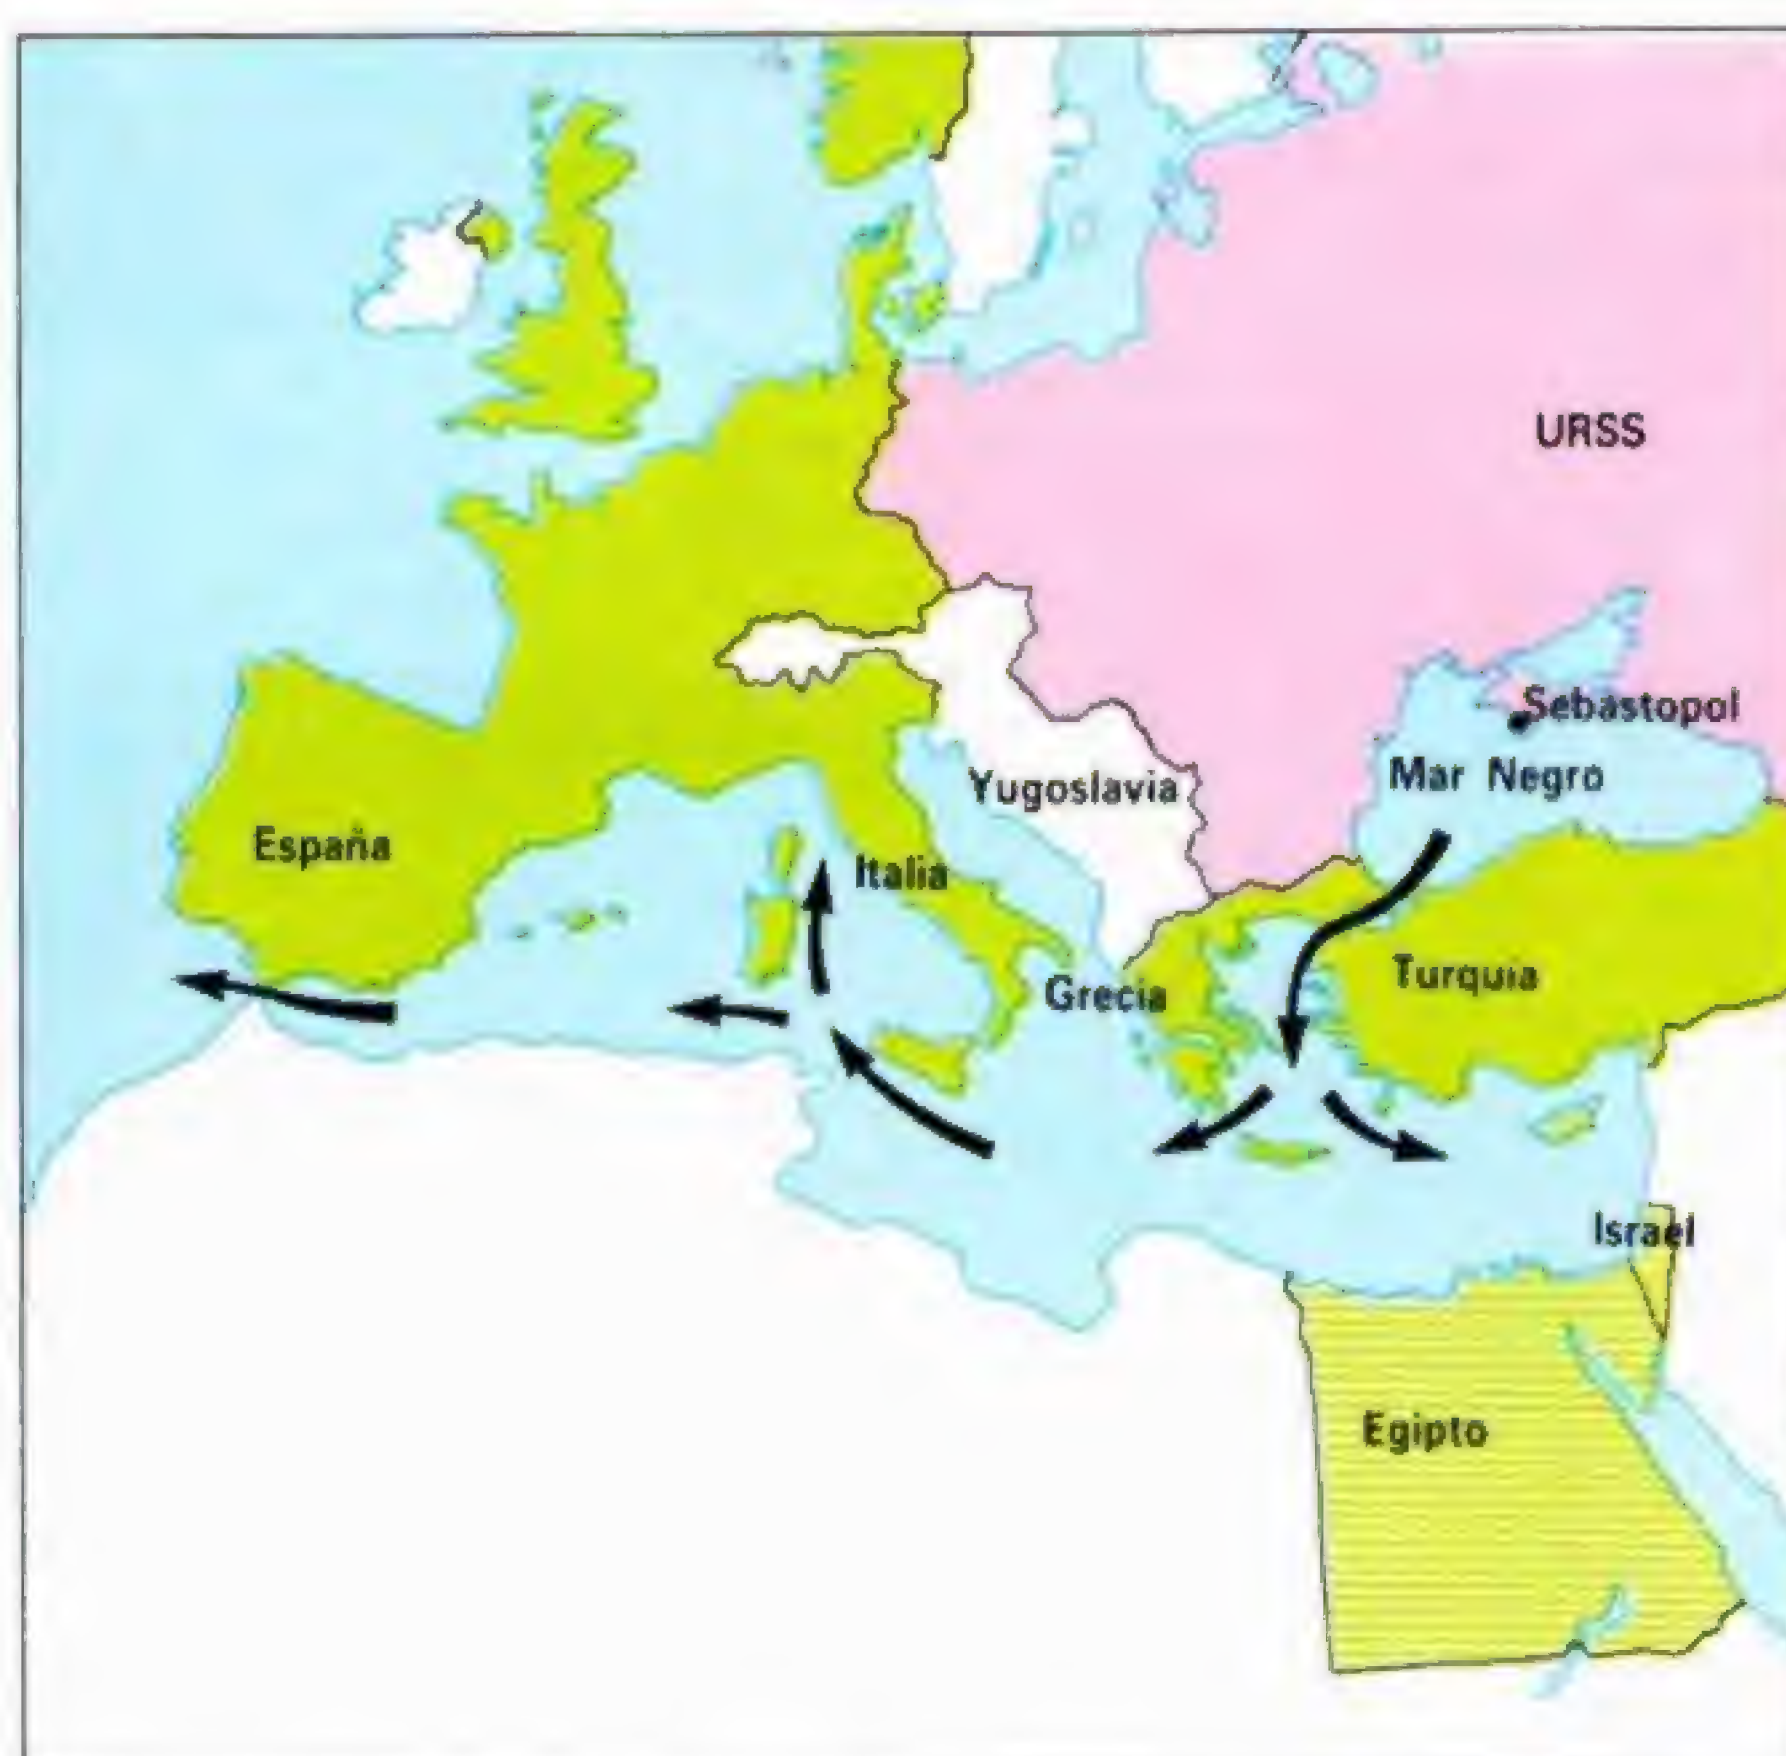 URSS
Sebastopol
Mar Negro
Yugoslavia
España
Italia
Turquia
Grecia
Israel
Egipto